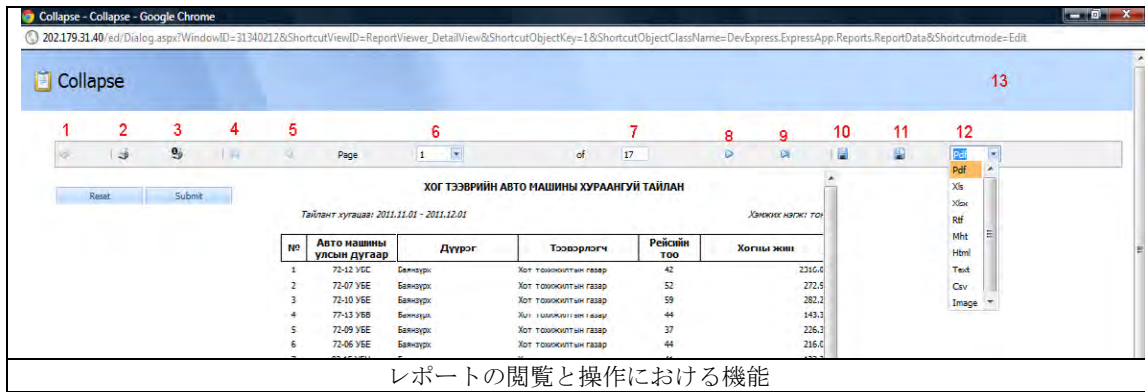 Collapse - Collapse - Google Chrome
202.179.31.40/ed/Dialog.aspx?WindowID=31340212&ShortcutViewID=ReportViewer_DetailView&ShortcutObjectKey=1&ShortcutObjectClassName=DevExpress.ExpressApp.Reports.ReportData&Shortcutmode=Edit
Collapse
13
1 2 3 4 5 6 7 8 9 10 11 12
Page 1 of 17 Pdf
Pdf
Xls
Xlsx
Rtf
Mht
Html
Text
Csv
Image
Reset Submit
ХОГ ТЭЭВРИЙН АВТО МАШИНЫ ХУРААНГУЙ ТАЙЛАН
Тайлант хугацаа: 2011.11.01 - 2011.12.01 Хэмжих нэгж: тон
№ Авто машины улсын дугаар Дүүрэг Тээвэрлэгч Рейсийн тоо Хогны жин
1 72-12 УБС Баянзүрх Хот тохижилтын газар 42 2316.0
2 72-07 УБЕ Баянзүрх Хот тохижилтын газар 52 272.9
3 72-10 УБЕ Баянзүрх Хот тохижилтын газар 59 282.2
4 77-13 УБВ Баянзүрх Хот тохижилтын газар 44 143.3
5 72-09 УБЕ Баянзүрх Хот тохижилтын газар 37 226.3
6 72-06 УБЕ Баянзүрх Хот тохижилтын газар 44 216.0
レポートの閲覧と操作における機能